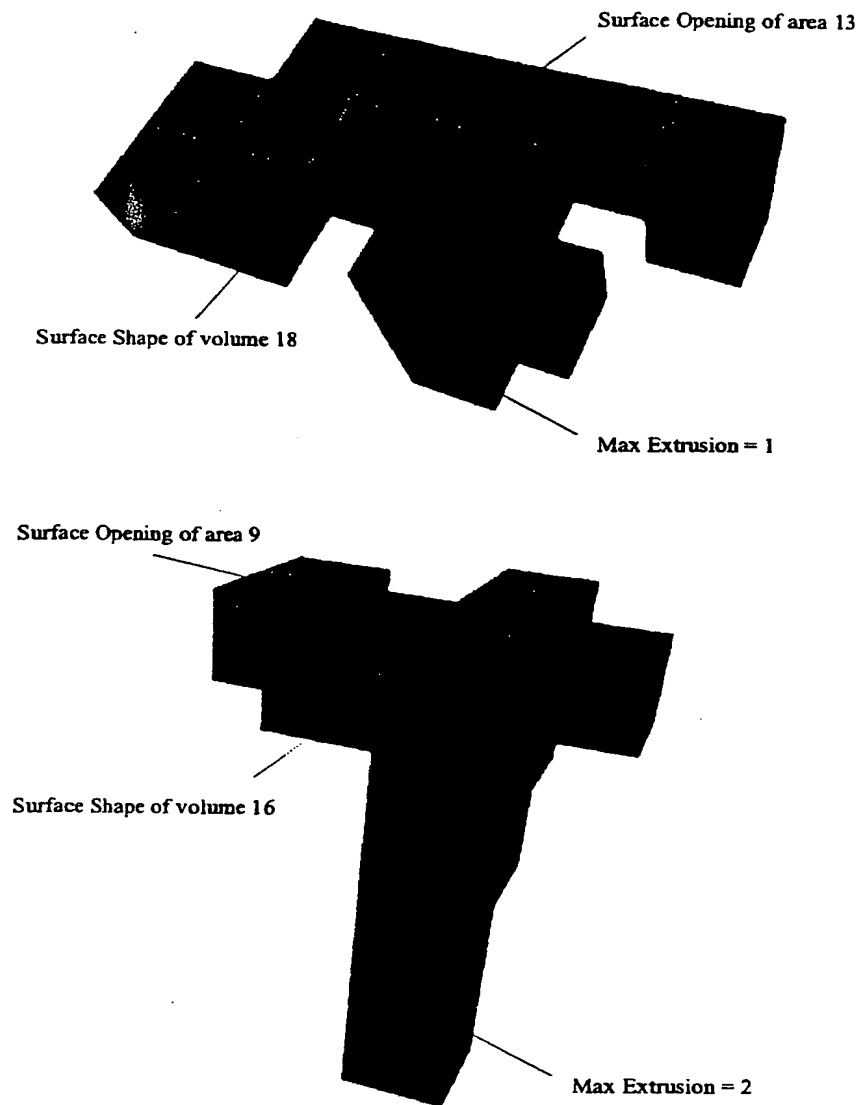 Surface Opening of area 13
Surface Shape of volume 18
Max Extrusion = 1
Surface Opening of area 9
Surface Shape of volume 16
Max Extrusion = 2